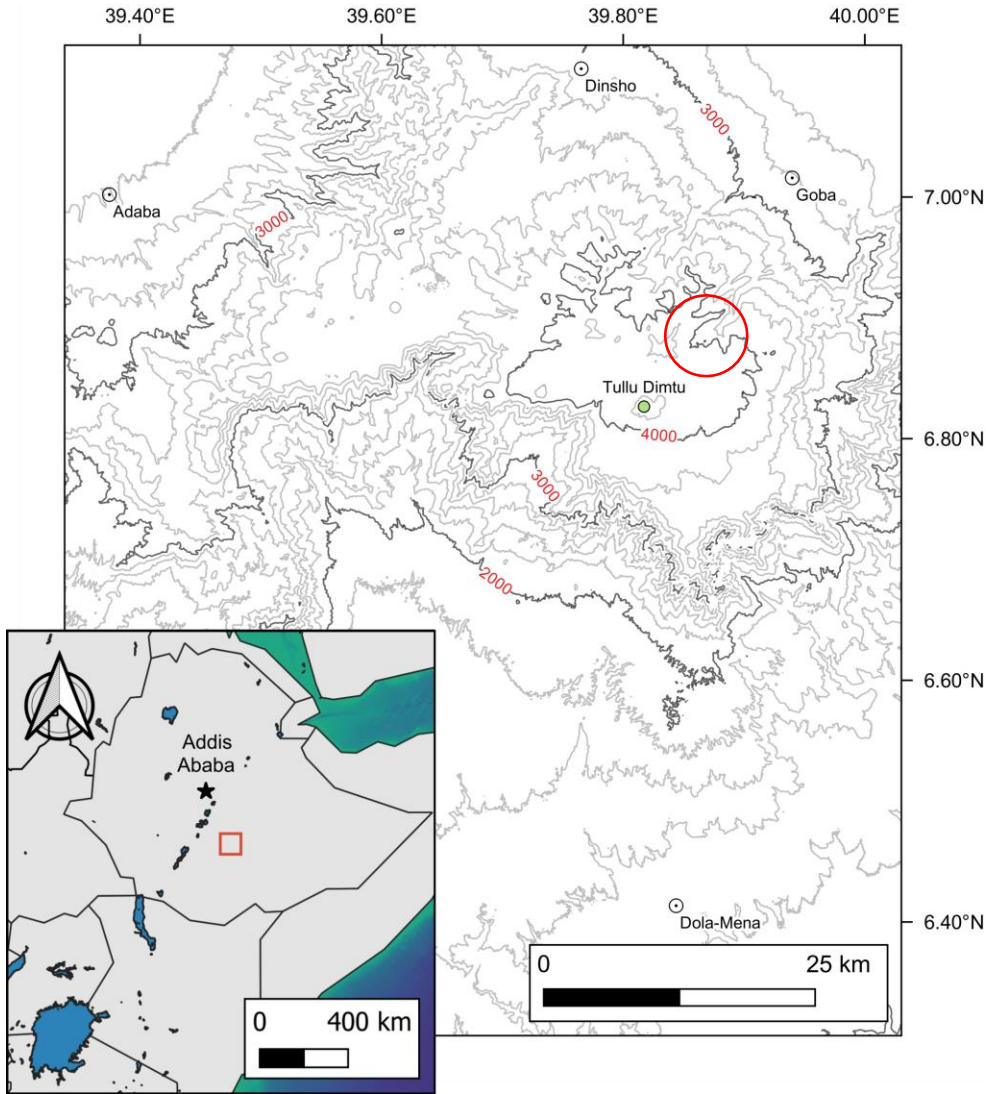 39.40°E
39.60°E
39.80°E
40.00°E
Dinsho
3000
Goba
7.00°N
Adaba
3000
Tullu Dimtu
4000
6.80°N
3000
2000
6.60°N
Addis
Ababa
6.40°N
Dola-Mena
0 25 km
0 400 km